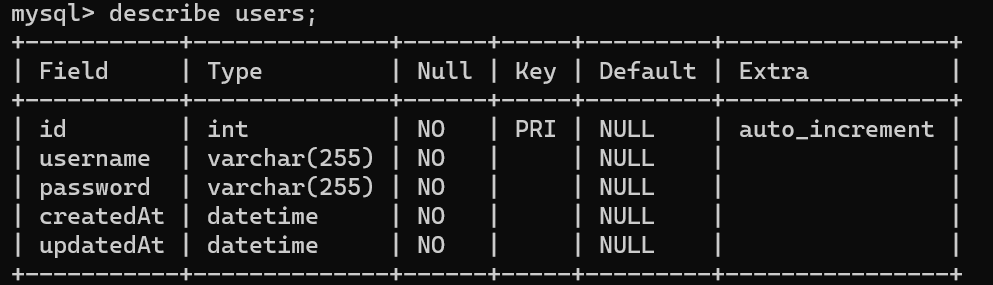 mysql> describe users;
+-----------+--------------+------+-----+---------+----------------+
| Field     | Type         | Null | Key | Default | Extra          |
+-----------+--------------+------+-----+---------+----------------+
| id        | int          | NO   | PRI | NULL    | auto_increment |
| username  | varchar(255) | NO   |     | NULL    |                |
| password  | varchar(255) | NO   |     | NULL    |                |
| createdAt | datetime     | NO   |     | NULL    |                |
| updatedAt | datetime     | NO   |     | NULL    |                |
+-----------+--------------+------+-----+---------+----------------+